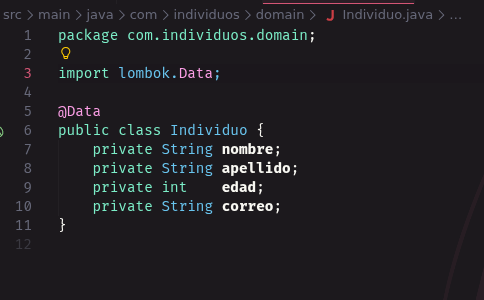 src > main > java > com > individuos > domain > J Individuo.java > ...
1 package com.individuos.domain;
2
3 import lombok.Data;
4
5 @Data
6 public class Individuo {
7     private String nombre;
8     private String apellido;
9     private int    edad;
10     private String correo;
11 }
12